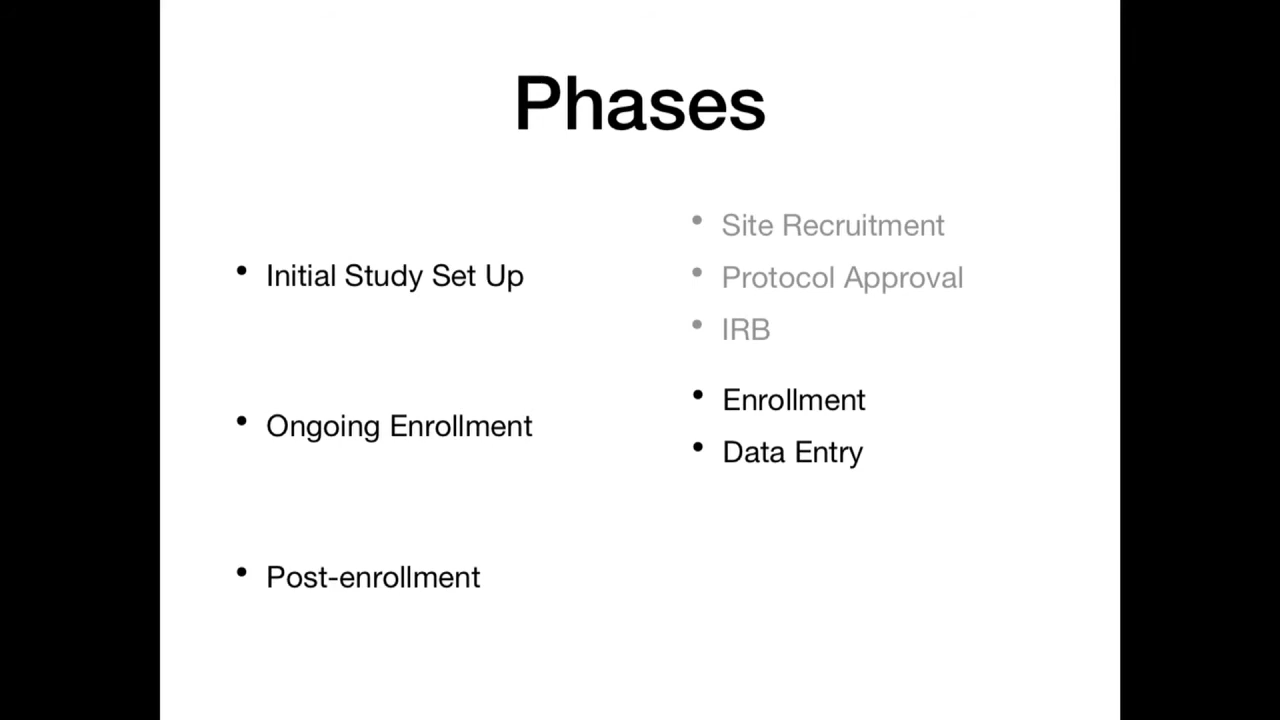 Phases
• Initial Study Set Up
• Site Recruitment
• Protocol Approval
• IRB
• Ongoing Enrollment
• Enrollment
• Data Entry
• Post-enrollment